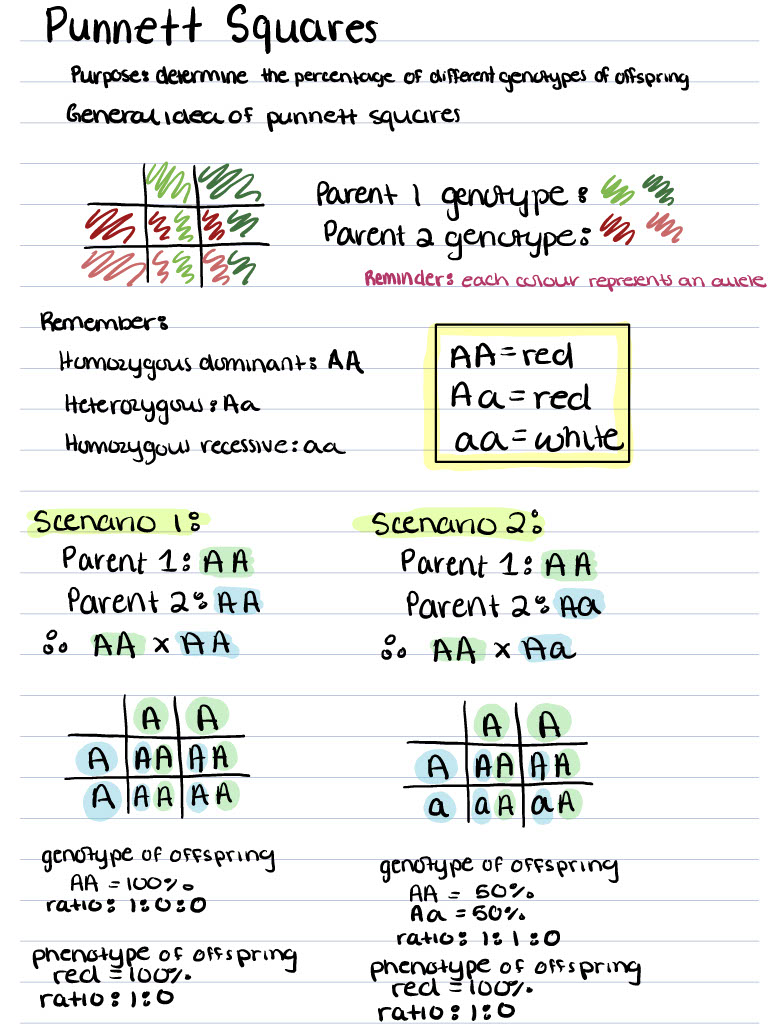 Punnett Squares
Purpose: determine the percentage of different genotypes of offspring
General idea of punnett squares
Parent 1 genotype:
Parent 2 genotype:
Reminder: each colour represents an allele
Remember:
Homozygous dominant: AA
Heterozygous: Aa
Homozygous recessive: aa
AA = red
Aa = red
aa = white
Scenario 1:
Parent 1: AA
Parent 2: AA
∴ AA x AA
A A
A AA AA
A AA AA
genotype of offspring
AA = 100%
ratio: 1:0:0
phenotype of offspring
red = 100%
ratio: 1:0
Scenario 2:
Parent 1: AA
Parent 2: Aa
∴ AA x Aa
A A
A AA AA
a aA aA
genotype of offspring
AA = 50%
Aa = 50%
ratio: 1:1:0
phenotype of offspring
red = 100%
ratio: 1:0